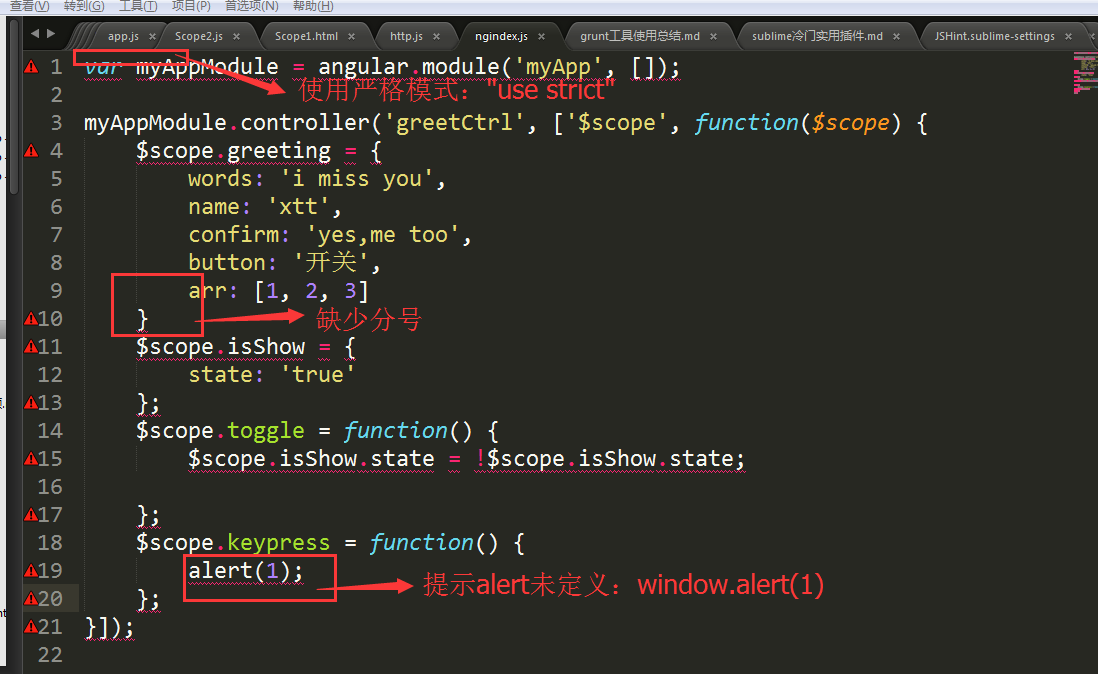 查看(V) 转到(G) 工具(T) 项目(P) 首选项(N) 帮助(H)
app.js × Scope2.js × Scope1.html × http.js × ngindex.js × grunt工具使用总结.md × sublime冷门实用插件.md × JSHint.sublime-settings ×
1 var myAppModule = angular.module('myApp', []);
使用严格模式："use strict"
2
3 myAppModule.controller('greetCtrl', ['$scope', function($scope) {
4 $scope.greeting = {
5 words: 'i miss you',
6 name: 'xtt',
7 confirm: 'yes,me too',
8 button: '开关',
9 arr: [1, 2, 3]
10 }
缺少分号
11 $scope.isShow = {
12 state: 'true'
13 };
14 $scope.toggle = function() {
15 $scope.isShow.state = !$scope.isShow.state;
16
17 };
18 $scope.keypress = function() {
19 alert(1);
提示alert未定义：window.alert(1)
20 };
21 }]);
22